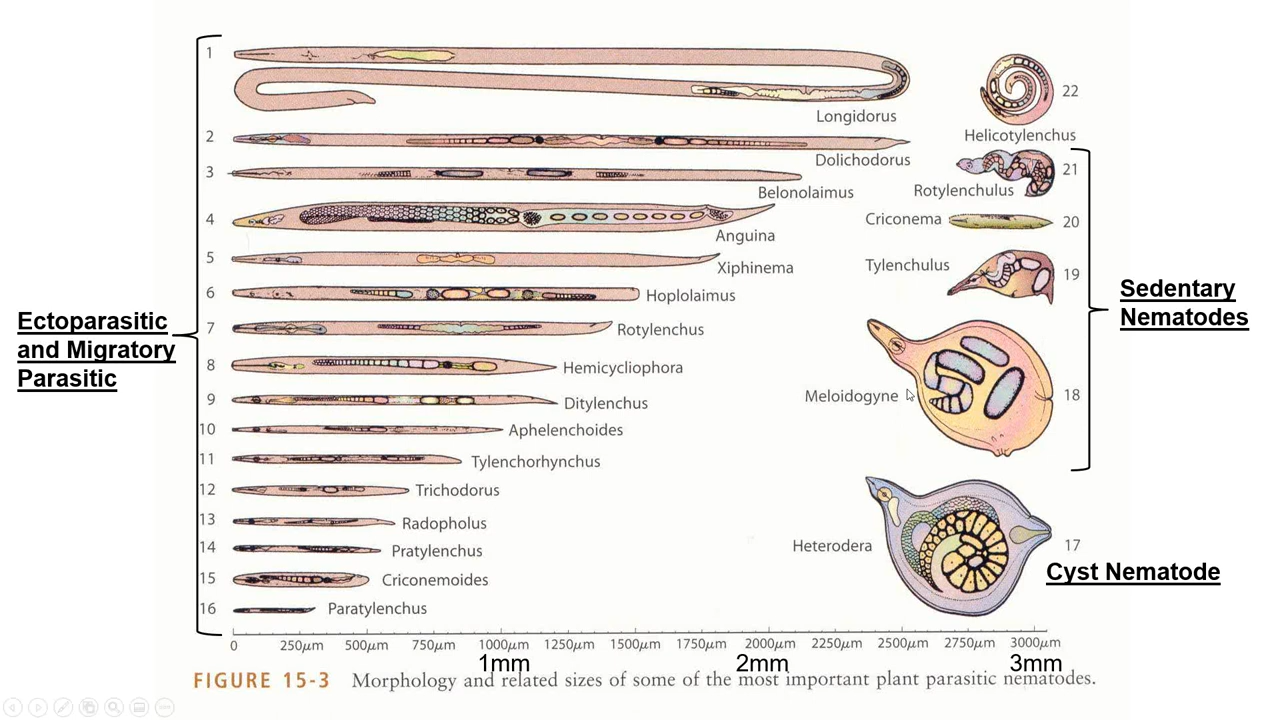 1
Longidorus
2
Dolichodorus
3
Belonolaimus
4
Anguina
5
Xiphinema
6
Hoplolaimus
7
Rotylenchus
8
Hemicycliophora
9
Ditylenchus
10
Aphelenchoides
11
Tylenchorhynchus
12
Trichodorus
13
Radopholus
14
Pratylenchus
15
Criconemoides
16
Paratylenchus
Ectoparasitic
and Migratory
Parasitic
22
Helicotylenchus
21
Rotylenchulus
Criconema
20
Tylenchulus
19
Sedentary
Nematodes
Meloidogyne
18
Heterodera
17
Cyst Nematode
0 250µm 500µm 750µm 1000µm 1250µm 1500µm 1750µm 2000µm 2250µm 2500µm 2750µm 3000µm
1mm 2mm 3mm
FIGURE 15-3 Morphology and related sizes of some of the most important plant parasitic nematodes.